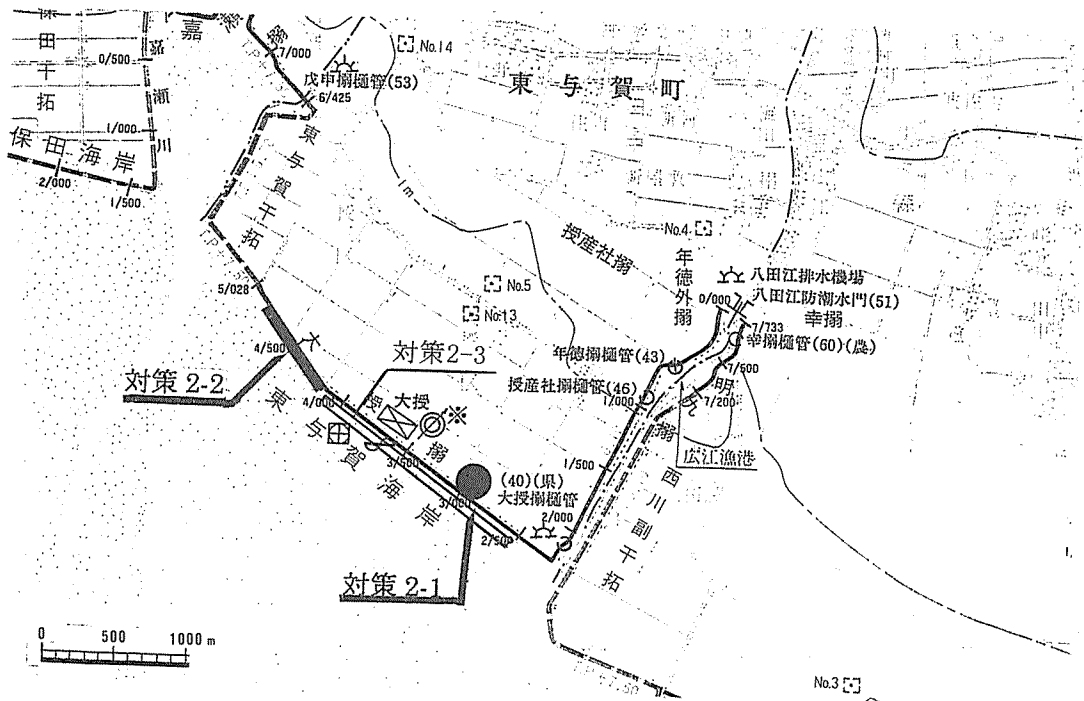 保田干拓
嘉瀬川
0/500
1/000
保田海岸
2/000
1/500
7/000
No.14
戊申搦樋管(53)
6/425
東与賀町
東与賀干拓
1m
5/028
No.5
No.13
授産社搦
No.4
年徳外搦
八田江排水機場
0/000
八田江防潮水門(51)
7/733
幸搦
幸搦樋管(60)(農)
7/500
7/200
年徳搦樋管(43)
授産社搦樋管(46)
1/000
広江漁港
対策2-3
4/500
対策 2-2
4/000
大授
※
大授搦
3/500
東与賀海岸
(40)(県)
大授搦樋管
3/000
2/500
2/000
1/500
西川副干拓
対策 2-1
0 500 1000 m
No.3